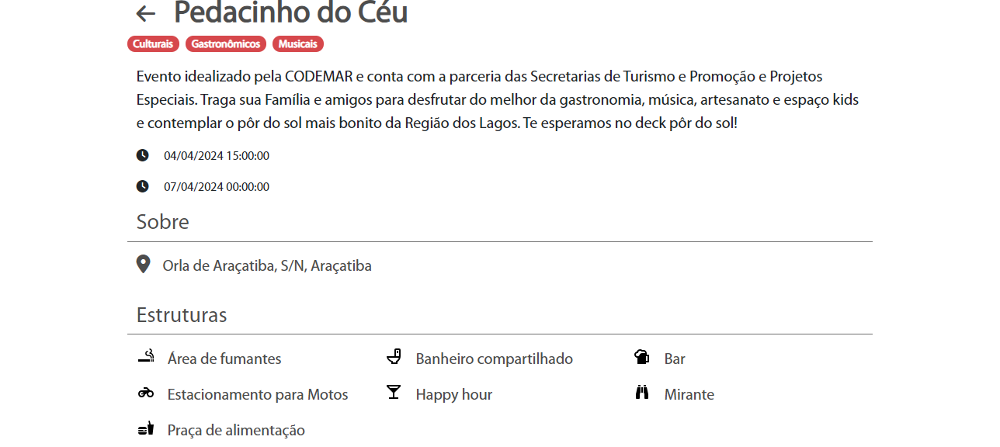 Pedacinho do Céu
Culturais Gastronômicos Musicais
Evento idealizado pela CODEMAR e conta com a parceria das Secretarias de Turismo e Promoção e Projetos
Especiais. Traga sua Família e amigos para desfrutar do melhor da gastronomia, música, artesanato e espaço kids
e contemplar o pôr do sol mais bonito da Região dos Lagos. Te esperamos no deck pôr do sol!
04/04/2024 15:00:00
07/04/2024 00:00:00
Sobre
Orla de Araçatiba, S/N, Araçatiba
Estruturas
Área de fumantes Banheiro compartilhado Bar
Estacionamento para Motos Happy hour Mirante
Praça de alimentação